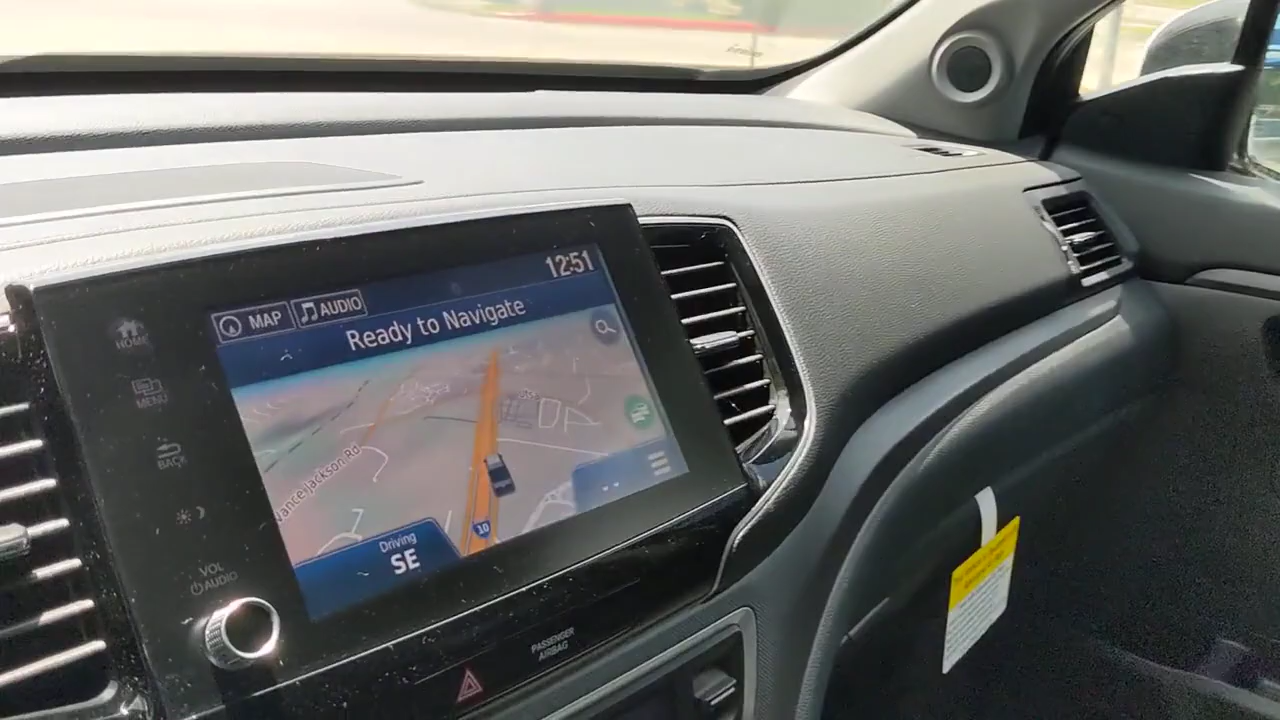 12:51
MAP
AUDIO
Ready to Navigate
HOME
MENU
BACK
Vance Jackson Rd
10
Driving
SE
VOL
AUDIO
PASSENGER
AIRBAG